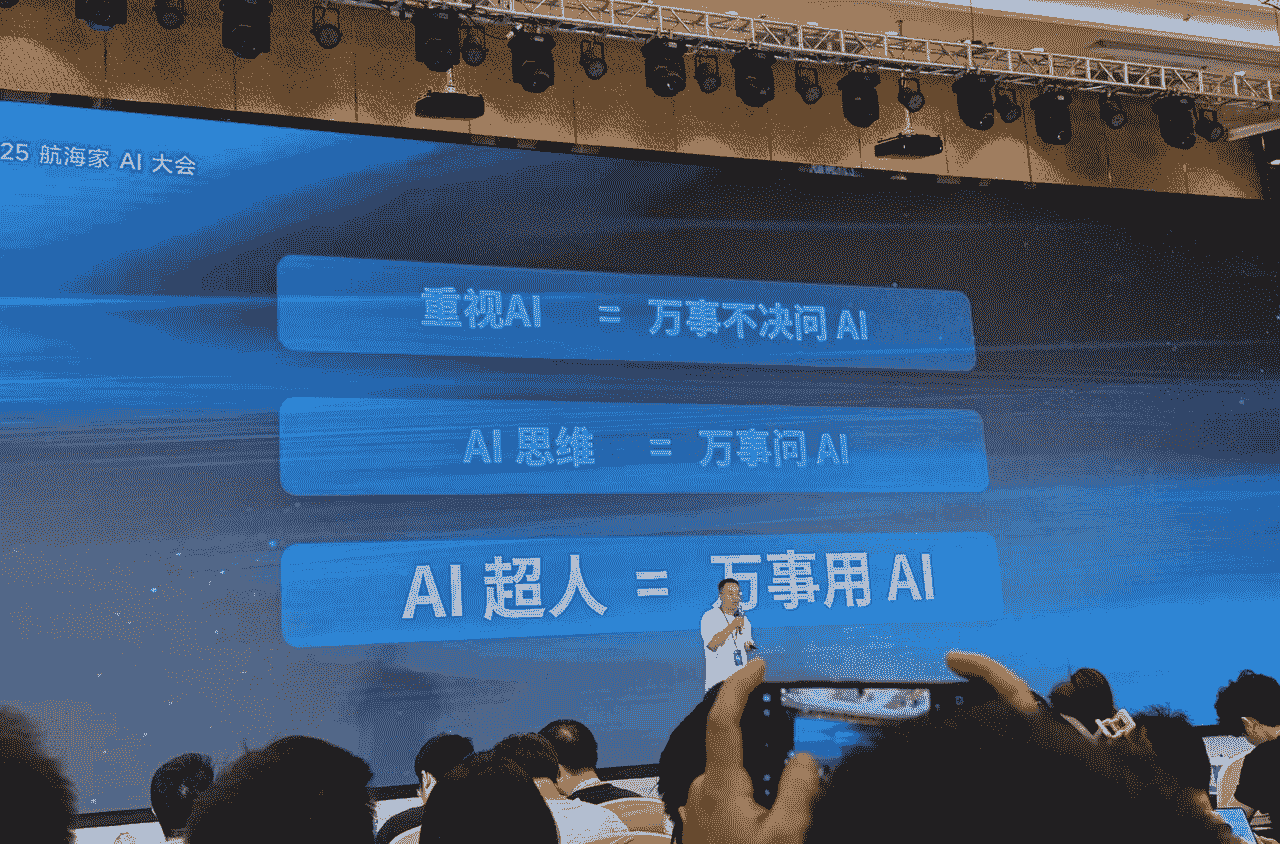 25 航海家 AI 大会
重视AI = 万事不决问 AI
AI 思维 = 万事问 AI
AI 超人 = 万事用 AI